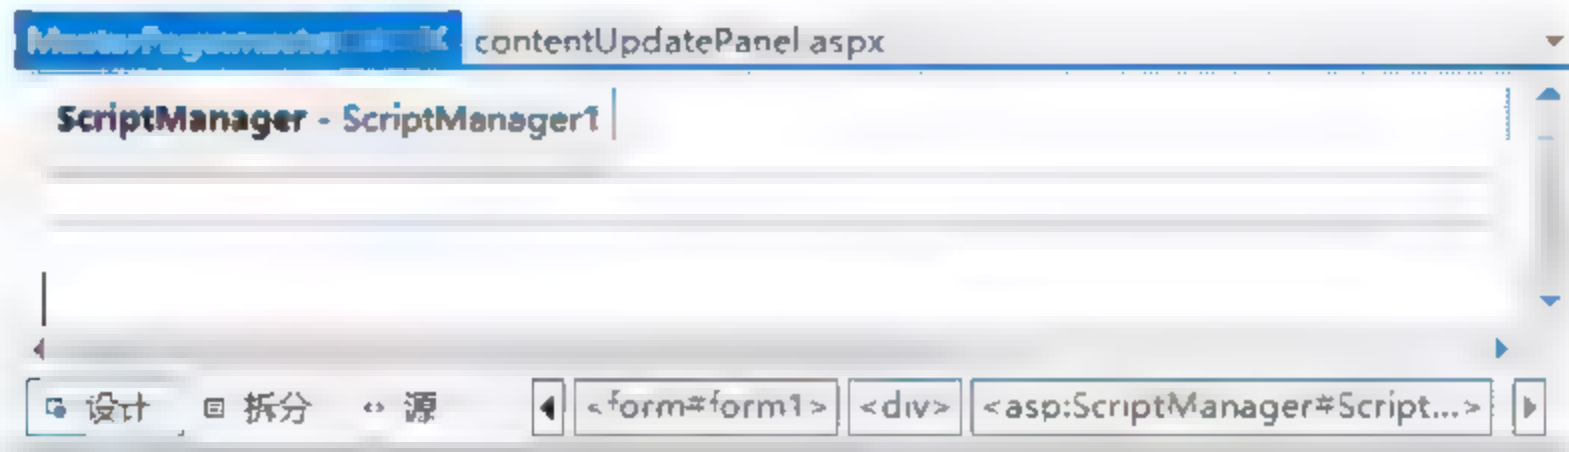 contentUpdatePanel.aspx
ScriptManager - ScriptManager1
设计 拆分 源 <form#form1> <div> <asp:ScriptManager#Script...>